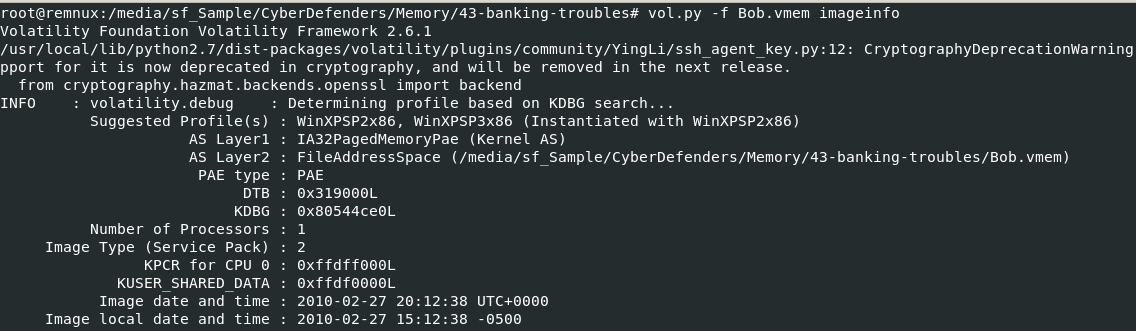 root@remnux:/media/sf_Sample/CyberDefenders/Memory/43-banking-troubles# vol.py -f Bob.vmem imageinfo
Volatility Foundation Volatility Framework 2.6.1
/usr/local/lib/python2.7/dist-packages/volatility/plugins/community/YingLi/ssh_agent_key.py:12: CryptographyDeprecationWarning
pport for it is now deprecated in cryptography, and will be removed in the next release.
  from cryptography.hazmat.backends.openssl import backend
INFO    : volatility.debug    : Determining profile based on KDBG search...
          Suggested Profile(s) : WinXPSP2x86, WinXPSP3x86 (Instantiated with WinXPSP2x86)
                     AS Layer1 : IA32PagedMemoryPae (Kernel AS)
                     AS Layer2 : FileAddressSpace (/media/sf_Sample/CyberDefenders/Memory/43-banking-troubles/Bob.vmem)
                      PAE type : PAE
                           DTB : 0x319000L
                          KDBG : 0x80544ce0L
          Number of Processors : 1
     Image Type (Service Pack) : 2
                KPCR for CPU 0 : 0xffdff000L
             KUSER_SHARED_DATA : 0xffdf0000L
           Image date and time : 2010-02-27 20:12:38 UTC+0000
     Image local date and time : 2010-02-27 15:12:38 -0500